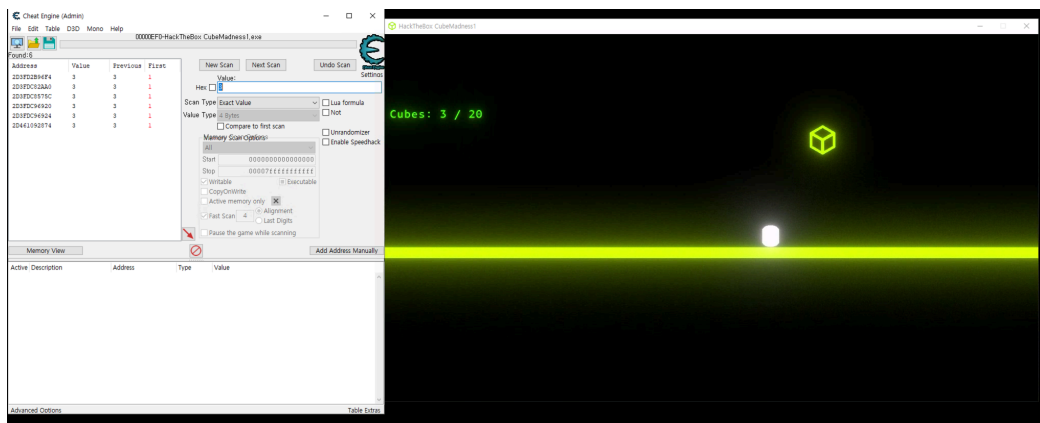 Cheat Engine (Admin)
File Edit Table D3D Mono Help
00000EF0-HackTheBox CubeMadness1.exe
Found:6
Address Value Previous First
2D3FD2B96F4 3 3 1
2D3FDC82AA0 3 3 1
2D3FDC8575C 3 3 1
2D3FDC96920 3 3 1
2D3FDC96924 3 3 1
2D461092874 3 3 1
New Scan Next Scan Undo Scan
Settings
Value:
Hex 3
Scan Type Exact Value
Lua formula
Not
Value Type 4 Bytes
Compare to first scan
Unrandomizer
Enable Speedhack
Memory Scan Options
All
Start 0000000000000000
Stop 00007fffffffffff
Writable Executable
CopyOnWrite
Active memory only
Fast Scan 4 Alignment
Last Digits
Pause the game while scanning
Memory View
Add Address Manually
Active Description Address Type Value
Advanced Options
Table Extras
HackTheBox CubeMadness1
Cubes: 3 / 20